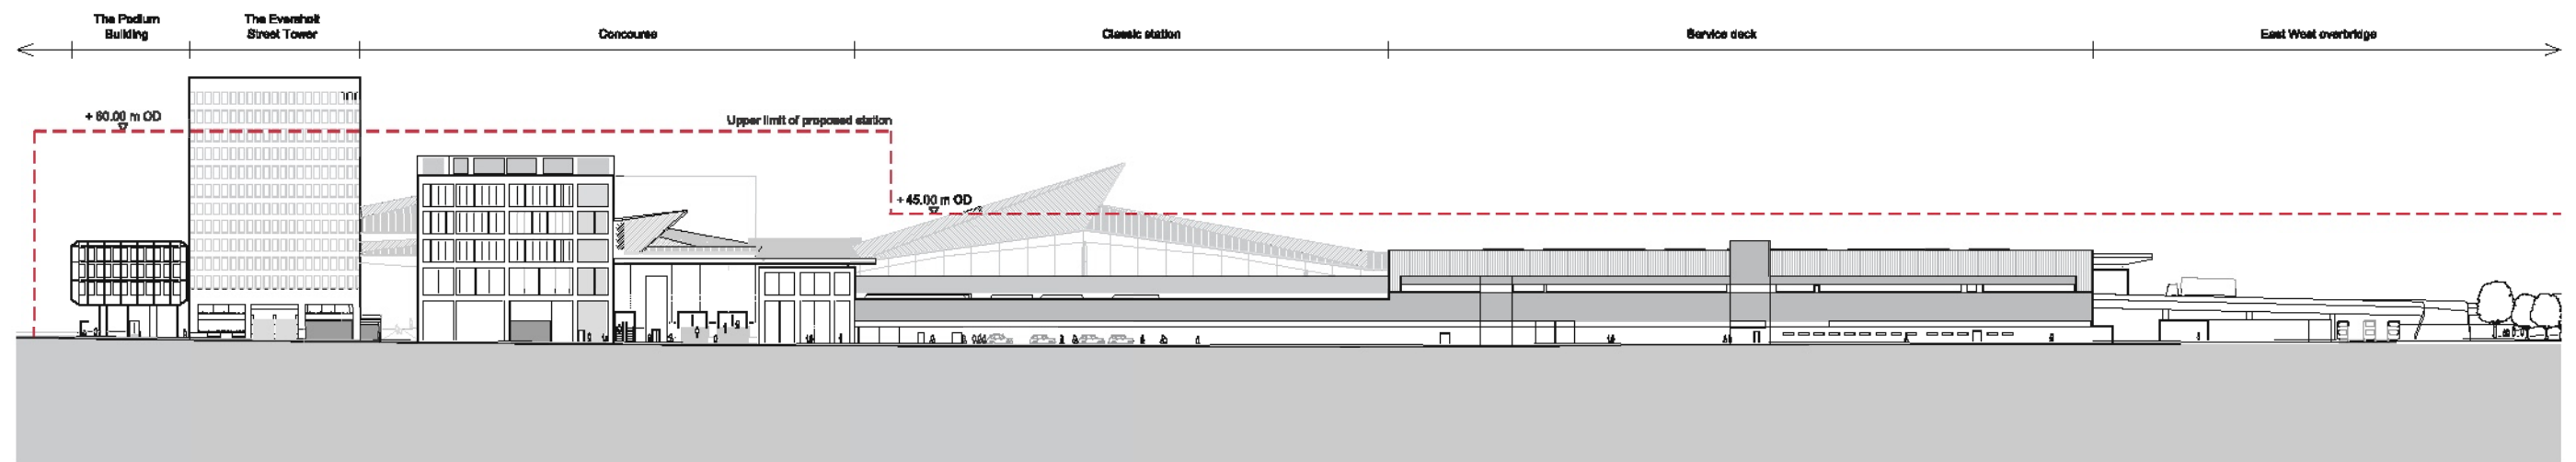 The Podium
Building
The Eversholt
Street Tower
Concourse
Classic station
Service deck
East West overbridge
+ 60.00 m OD
Upper limit of proposed station
+ 45.00 m OD